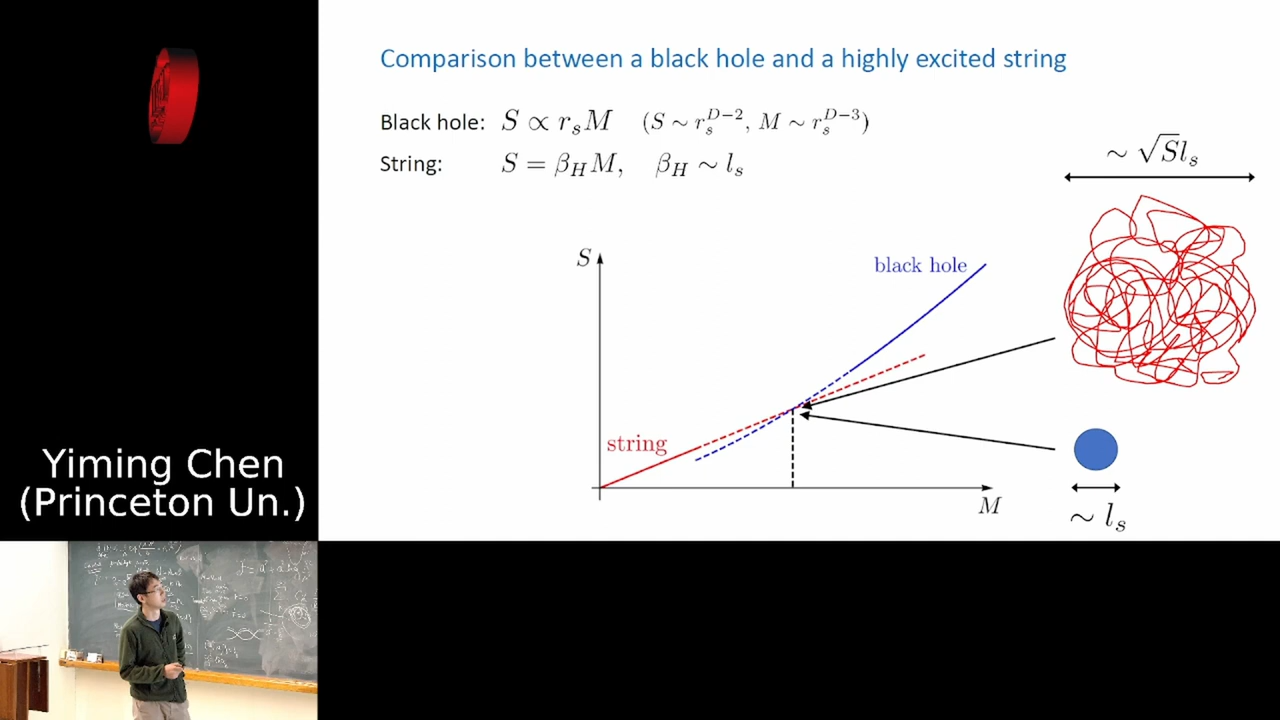 Comparison between a black hole and a highly excited string
Black hole: S ∝ r_s M (S ∼ r_s^{D−2}, M ∼ r_s^{D−3})
String: S = β_H M, β_H ∼ l_s
∼ √S l_s
S
black hole
string
M
∼ l_s
Yiming Chen
(Princeton Un.)